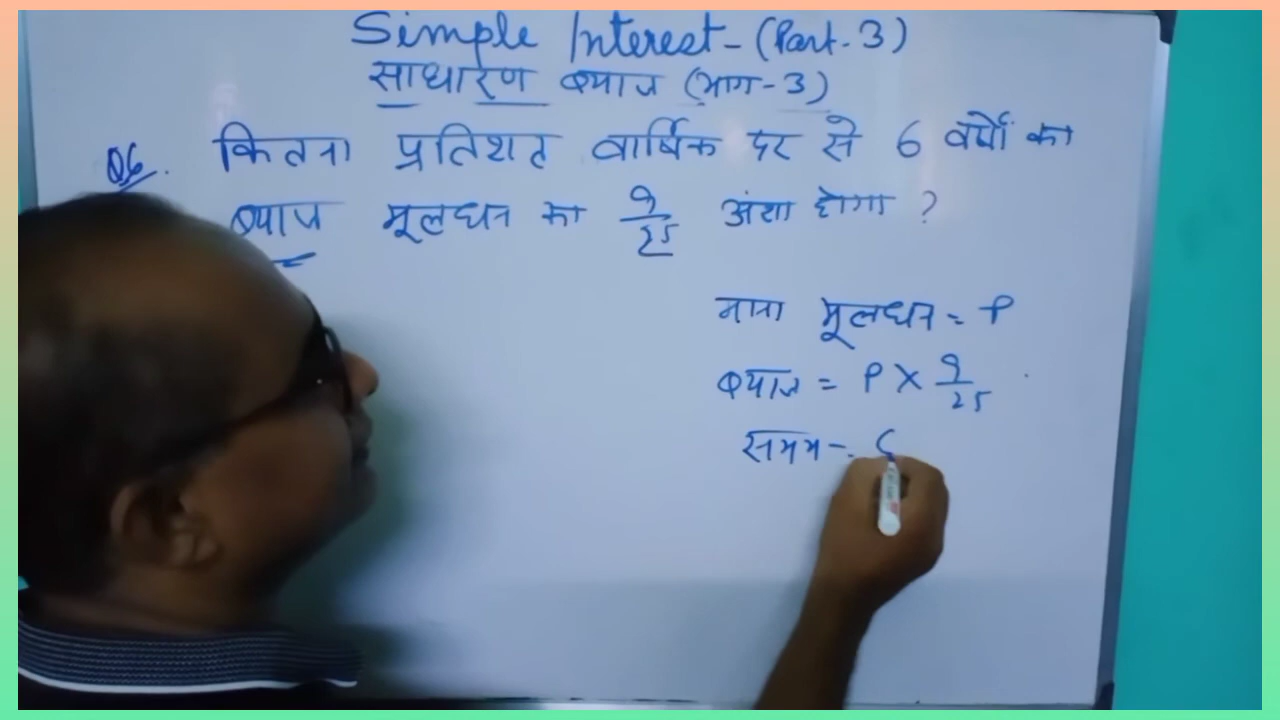 Simple Interest-(Part-3)
साधारण ब्याज (भाग-3)
Q6. कितना प्रतिशत वार्षिक दर से 6 वर्षों का
ब्याज मूलधन का 9/25 अंश होगा ?
माना मूलधन = P
ब्याज = P X 9/25
समय -